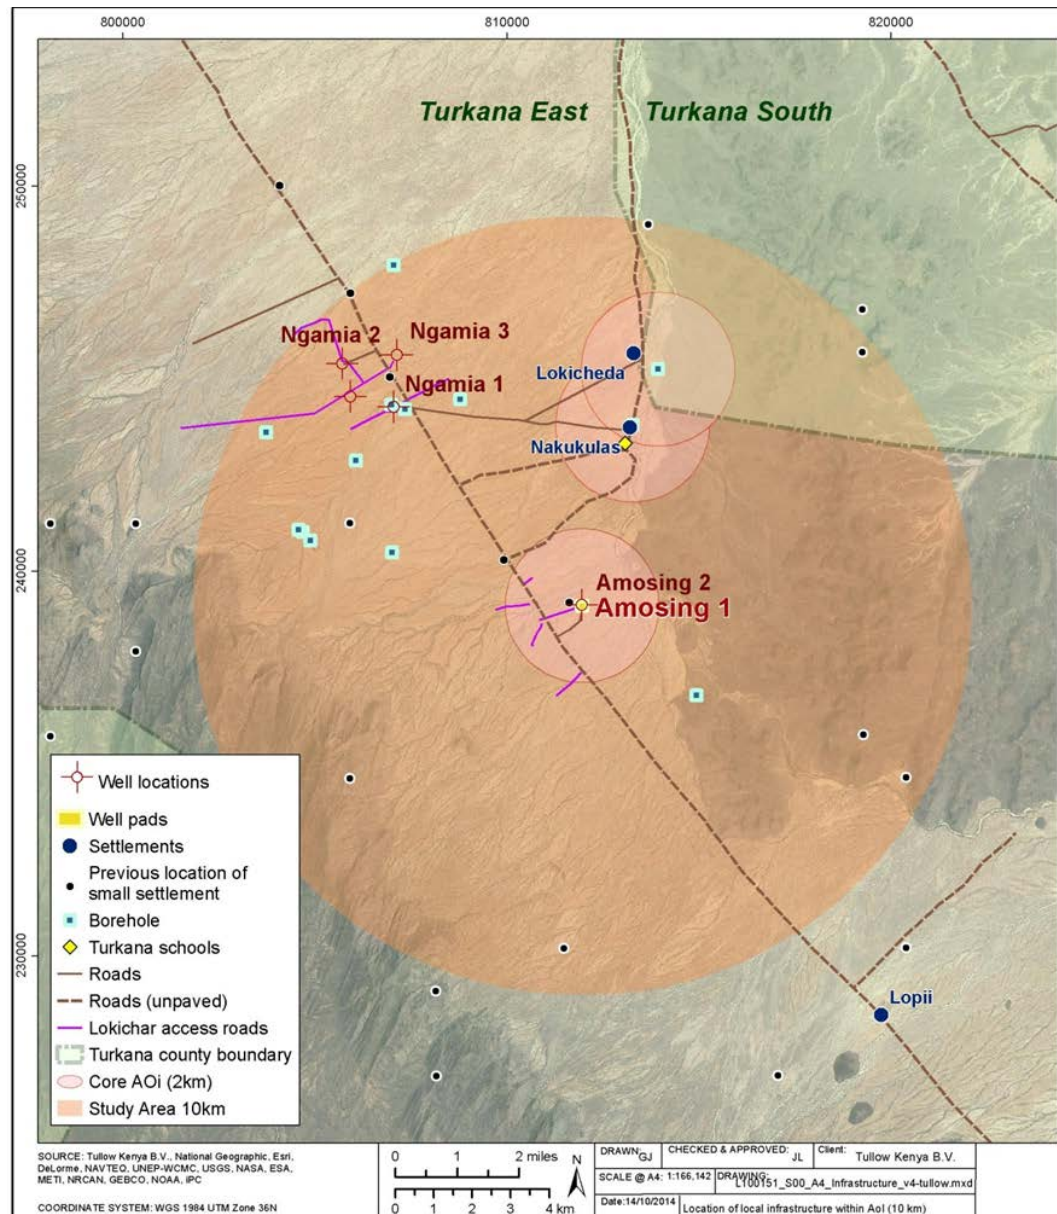 800000
810000
820000
250000
240000
230000
Turkana East
Turkana South
Ngamia 2
Ngamia 3
Ngamia 1
Lokicheda
Nakukulas
Amosing 2
Amosing 1
Lopii
Well locations
Well pads
Settlements
Previous location of
small settlement
Borehole
Turkana schools
Roads
Roads (unpaved)
Lokichar access roads
Turkana county boundary
Core AOi (2km)
Study Area 10km
SOURCE: Tullow Kenya B.V., National Geographic, Esri,
DeLorme, NAVTEQ, UNEP-WCMC, USGS, NASA, ESA,
METI, NRCAN, GEBCO, NOAA, iPC
COORDINATE SYSTEM: WGS 1984 UTM Zone 36N
0 1 2 miles
0 1 2 3 4 km
N
DRAWN: GJ
CHECKED & APPROVED: JL
Client: Tullow Kenya B.V.
SCALE @ A4: 1:166,142
DRAWING:
L100151_S00_A4_Infrastructure_v4-tullow.mxd
Date:14/10/2014
Location of local infrastructure within AoI (10 km)